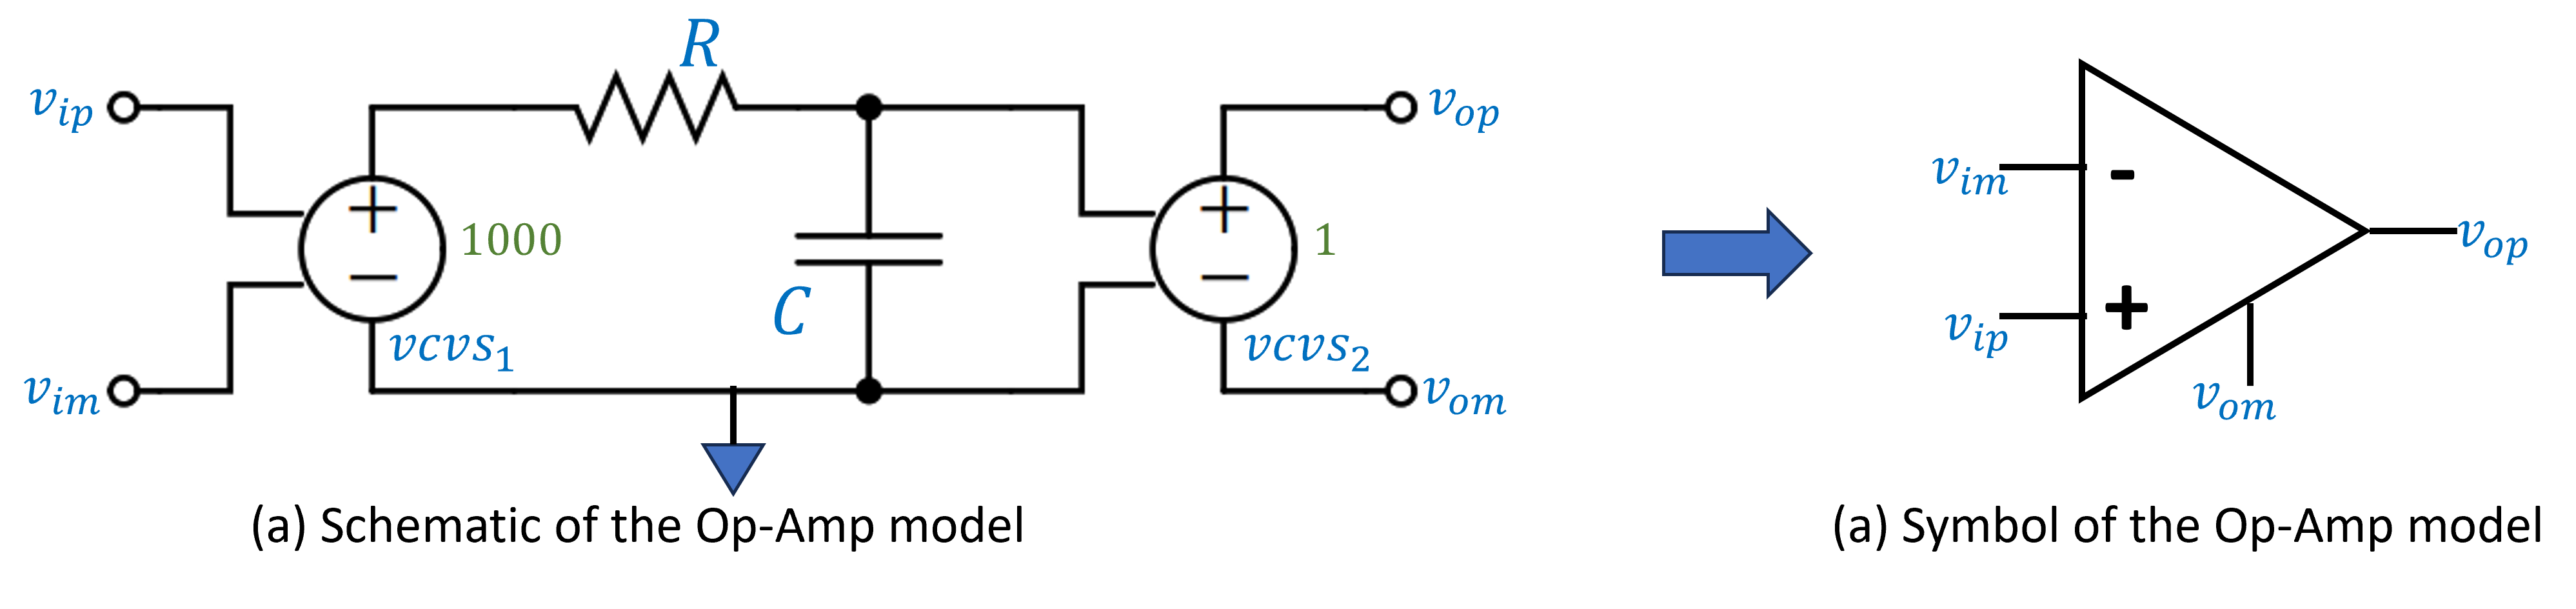 R
v_{ip}
v_{op}
+
1000
+
1
−
−
C
v_{im}
vcvs_1
vcvs_2
v_{om}
(a) Schematic of the Op-Amp model
v_{im}
-
v_{op}
v_{ip}
+
v_{om}
(a) Symbol of the Op-Amp model